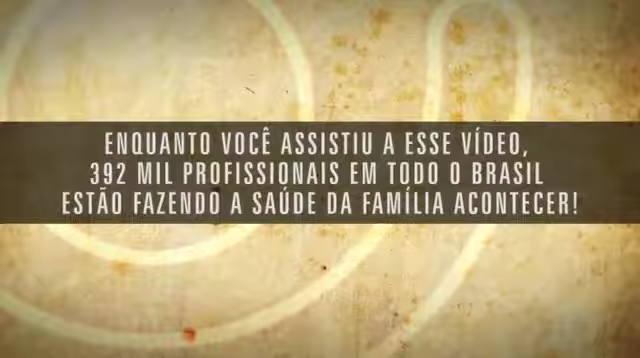 ENQUANTO VOCÊ ASSISTIU A ESSE VÍDEO,
392 MIL PROFISSIONAIS EM TODO O BRASIL
ESTÃO FAZENDO A SAÚDE DA FAMÍLIA ACONTECER!